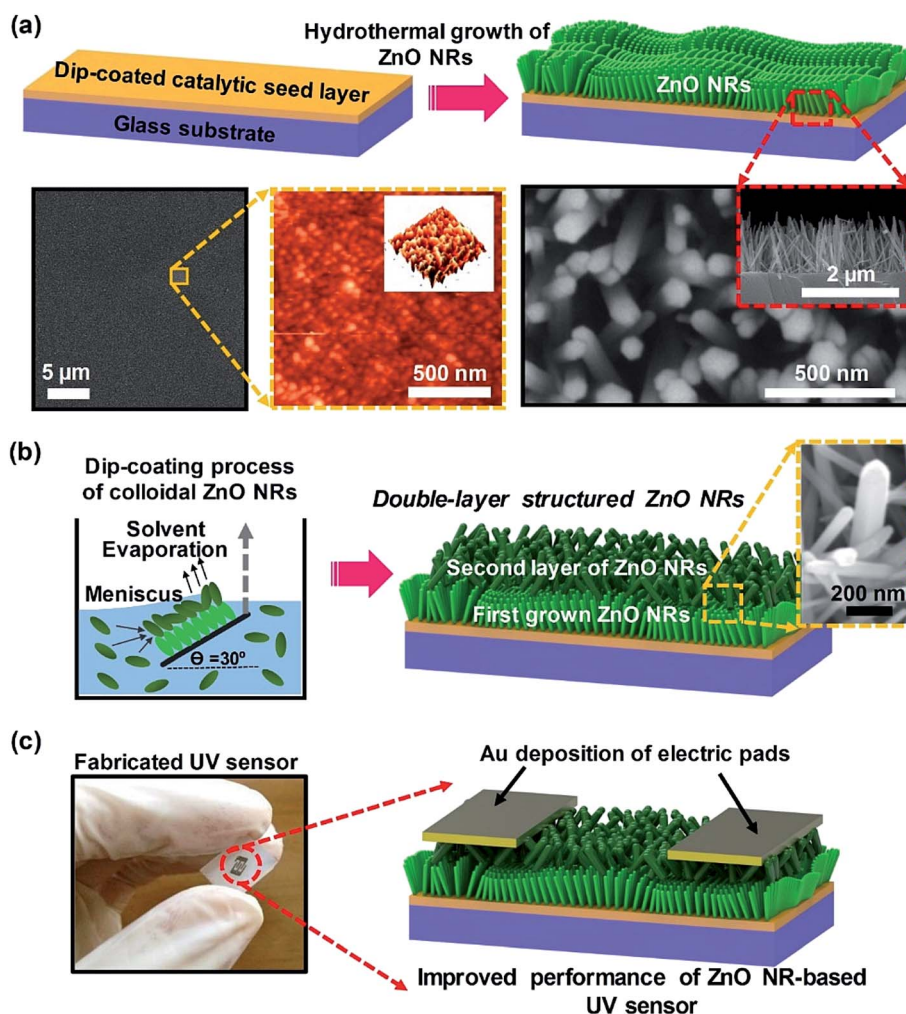 (a)
Hydrothermal growth of
ZnO NRs
Dip-coated catalytic seed layer
Glass substrate
ZnO NRs
5 µm
500 nm
2 µm
500 nm
(b)
Dip-coating process
of colloidal ZnO NRs
Solvent
Evaporation
Meniscus
Θ =30º
Double-layer structured ZnO NRs
Second layer of ZnO NRs
First grown ZnO NRs
200 nm
(c)
Fabricated UV sensor
Au deposition of electric pads
Improved performance of ZnO NR-based
UV sensor